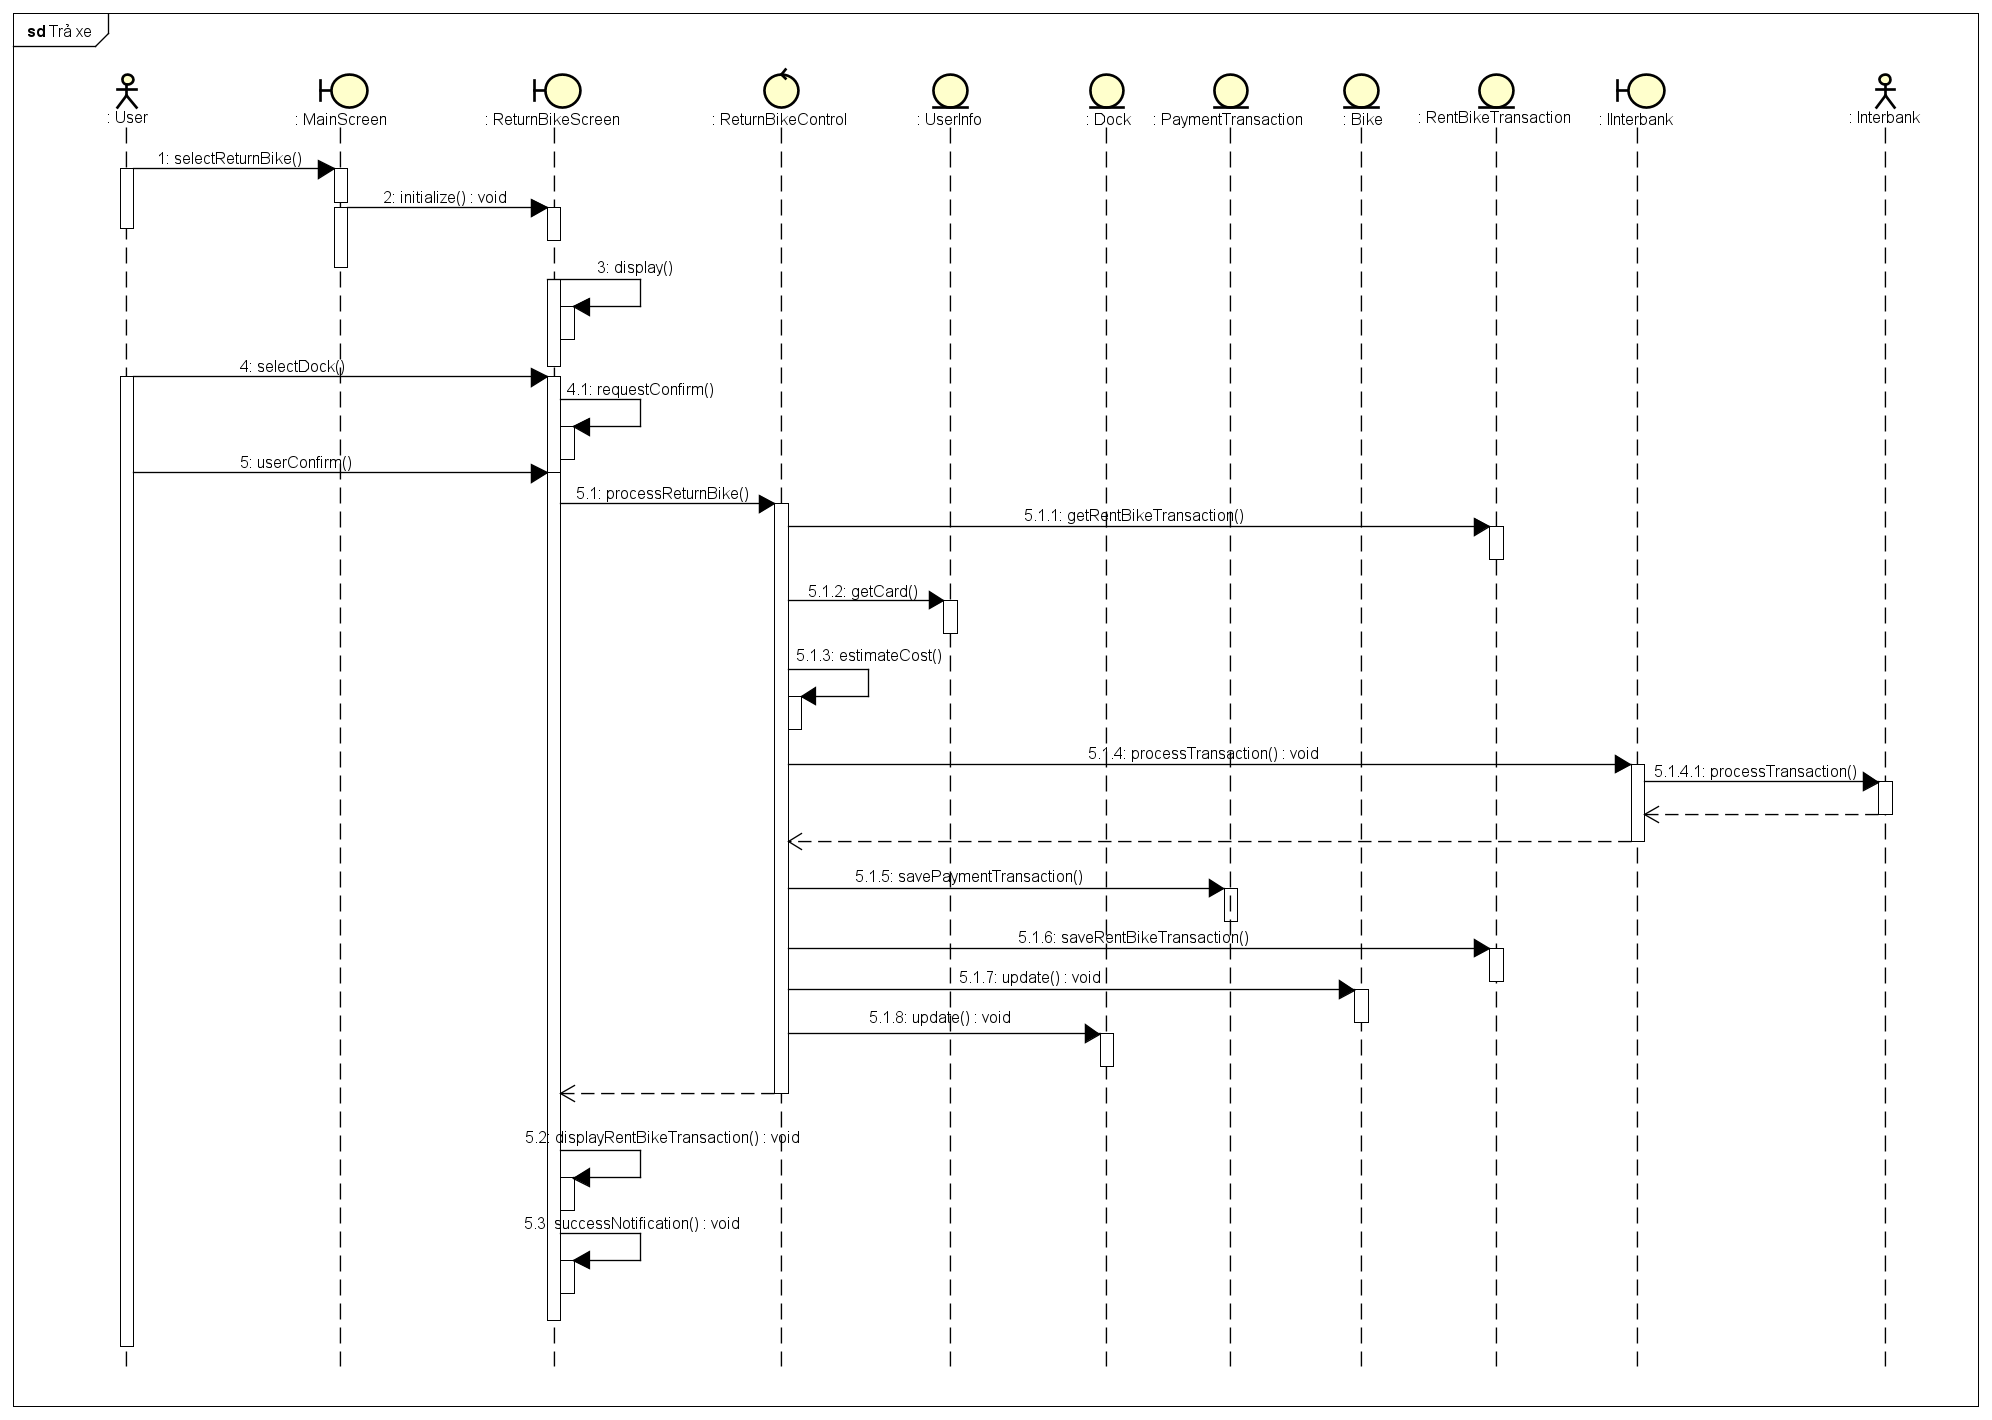 sd Trả xe
: User
: MainScreen
: ReturnBikeScreen
: ReturnBikeControl
: UserInfo
: Dock
: PaymentTransaction
: Bike
: RentBikeTransaction
: IInterbank
: Interbank
1: selectReturnBike()
2: initialize() : void
3: display()
4: selectDock()
4.1: requestConfirm()
5: userConfirm()
5.1: processReturnBike()
5.1.1: getRentBikeTransaction()
5.1.2: getCard()
5.1.3: estimateCost()
5.1.4: processTransaction() : void
5.1.4.1: processTransaction()
5.1.5: savePaymentTransaction()
5.1.6: saveRentBikeTransaction()
5.1.7: update() : void
5.1.8: update() : void
5.2: displayRentBikeTransaction() : void
5.3: successNotification() : void